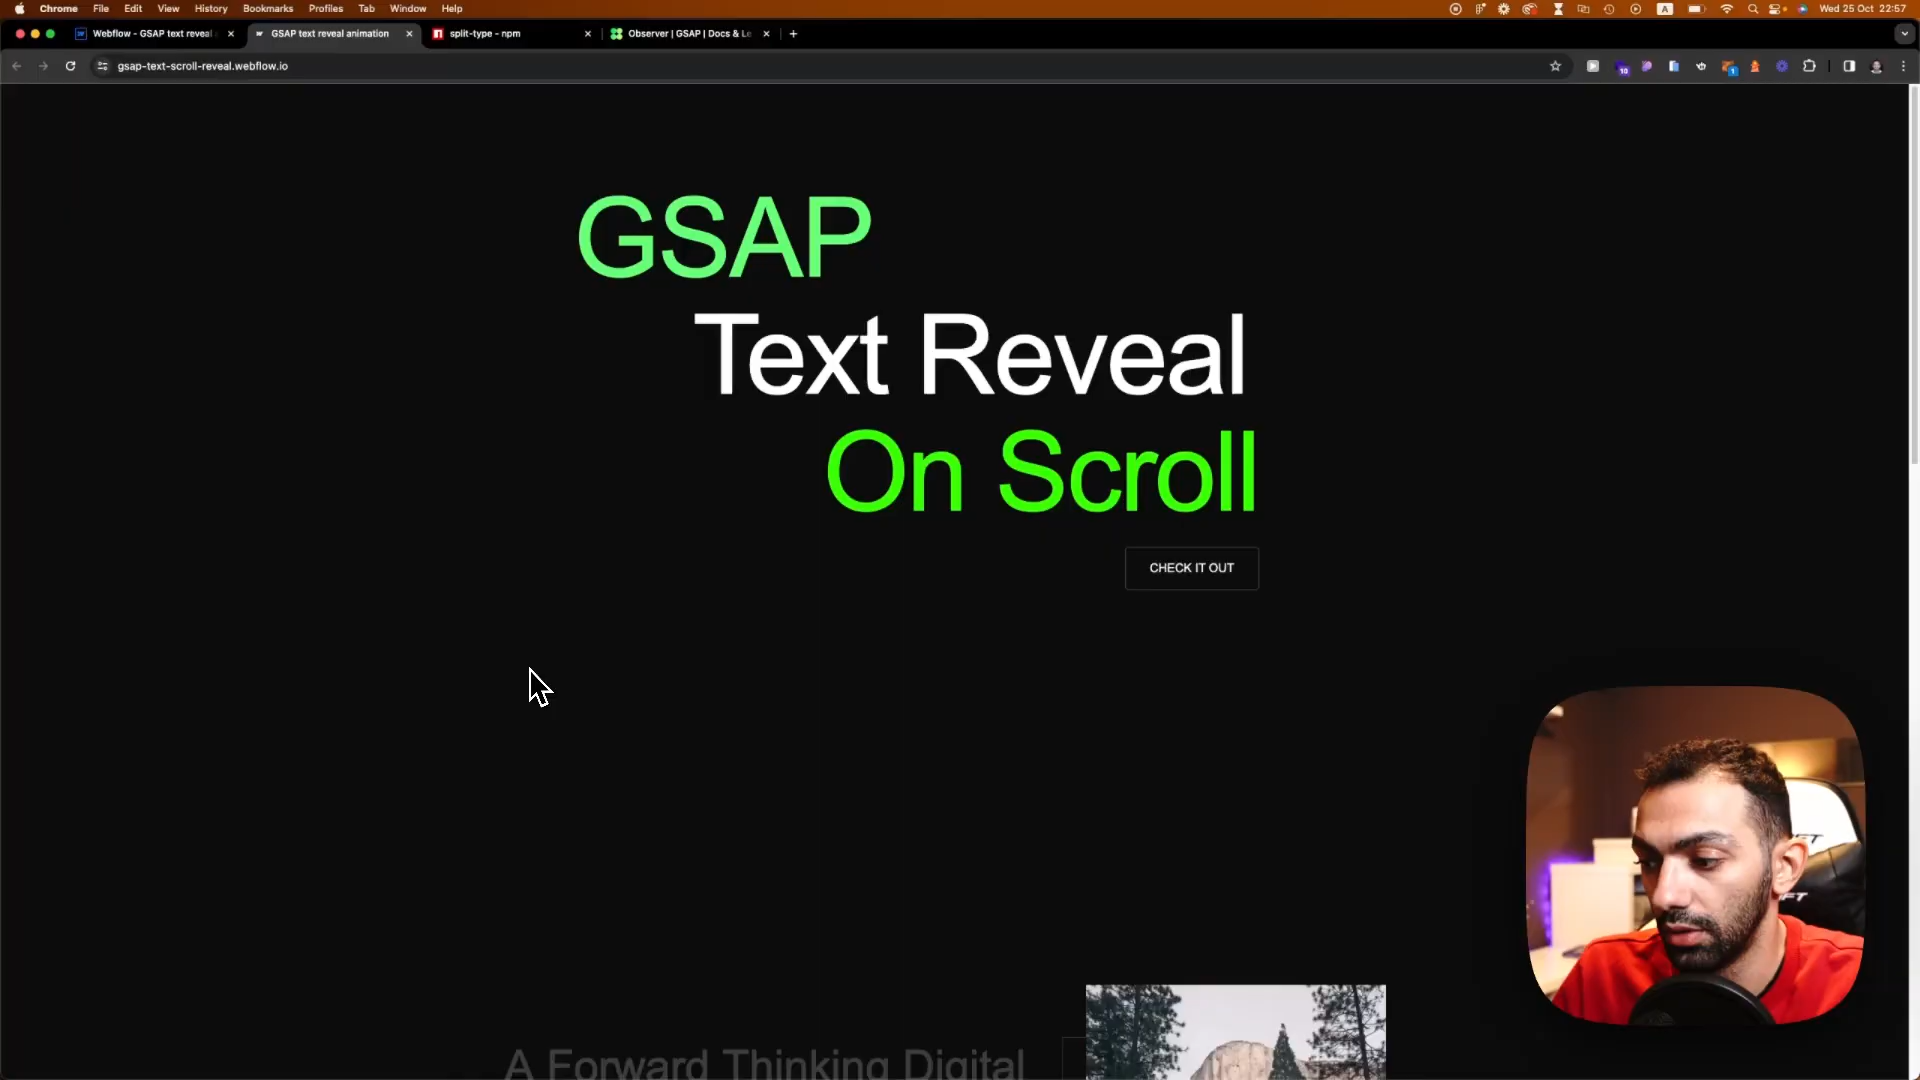 Chrome File Edit View History Bookmarks Profiles Tab Window Help
A
Wed 25 Oct 22:57
Webflow - GSAP text reveal
GSAP text reveal animation
split-type - npm
Observer | GSAP | Docs & Le
gsap-text-scroll-reveal.webflow.io
10
1
GSAP
Text Reveal
On Scroll
CHECK IT OUT
A Forward Thinking Digital